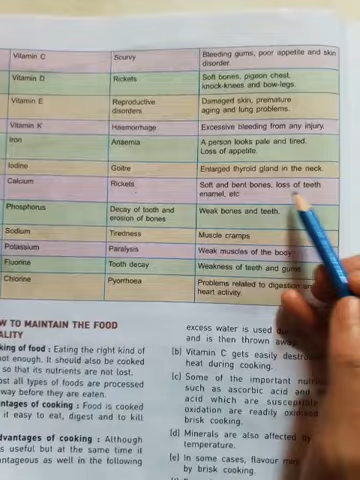 Vitamin C Scurvy Bleeding gums, poor appetite and skin
disorder.
Vitamin D Rickets Soft bones, pigeon chest,
knock-knees and bow-legs.
Vitamin E Reproductive Damaged skin, premature
disorders aging and lung problems.
Vitamin K Haemorrhage Excessive bleeding from any injury.
Iron Anaemia A person looks pale and tired.
Loss of appetite.
Iodine Goitre Enlarged thyroid gland in the neck.
Calcium Rickets Soft and bent bones, loss of teeth
enamel, etc
Phosphorus Decay of tooth and Weak bones and teeth.
erosion of bones
Sodium Tiredness Muscle cramps
Potassium Paralysis Weak muscles of the body
Fluorine Tooth decay Weakness of teeth and gums
Chlorine Pyorrhoea Problems related to digestion
heart activity.
W TO MAINTAIN THE FOOD
ALITY
king of food : Eating the right kind of
not enough. It should also be cooked
so that its nutrients are not lost.
ost all types of foods are processed
way before they are eaten.
antages of cooking : Food is cooked
it easy to eat, digest and to kill
dvantages of cooking : Although
s useful but at the same time it
antageous as well in the following
excess water is used
and is then thrown
(b) Vitamin C gets easily
heat during cooking.
(c) Some of the important
such as ascorbic acid and
acid which are susceptible
oxidation are readily
brisk cooking.
(d) Minerals are also affected by
temperature.
(e) In some cases, flavour
by brisk cooking.